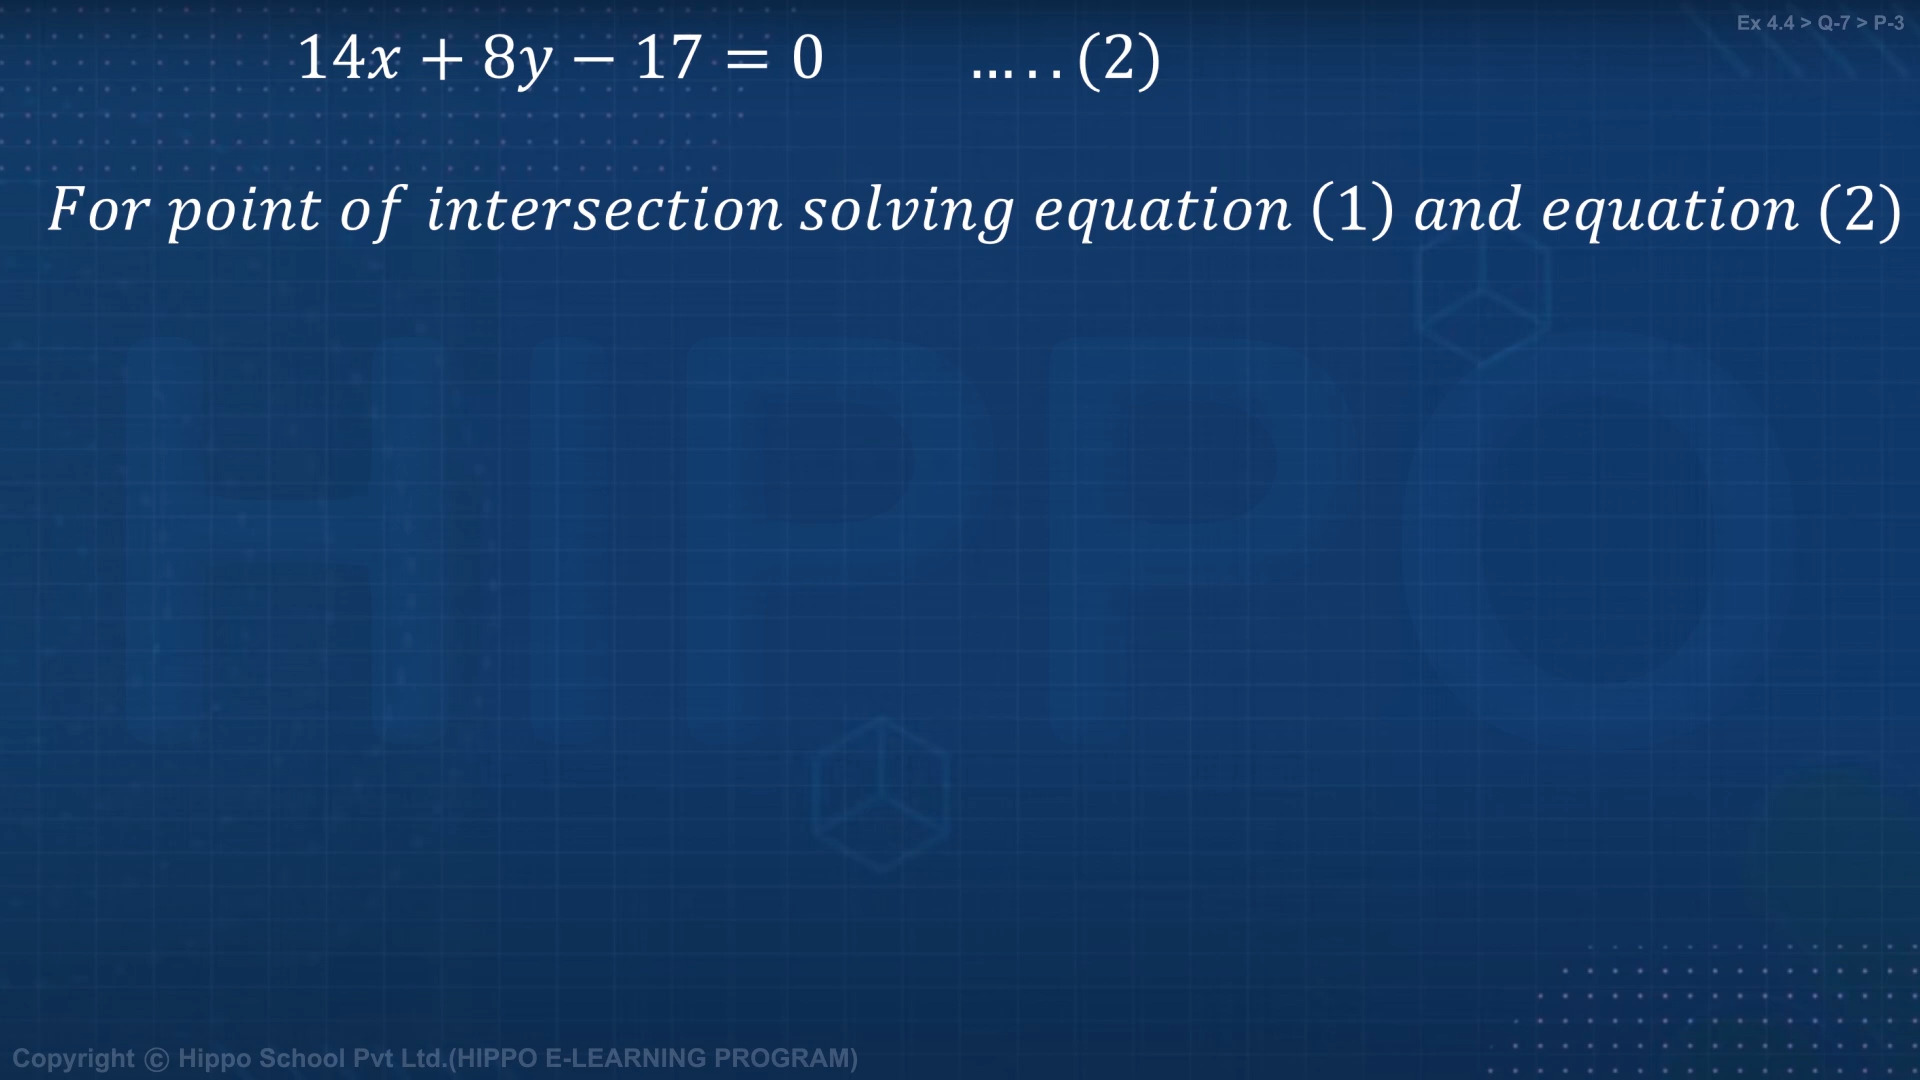 Ex 4.4 > Q-7 > P-3
14x + 8y − 17 = 0 ... . . (2)
For point of intersection solving equation (1) and equation (2)
HIPPO
Copyright © Hippo School Pvt Ltd.(HIPPO E-LEARNING PROGRAM)